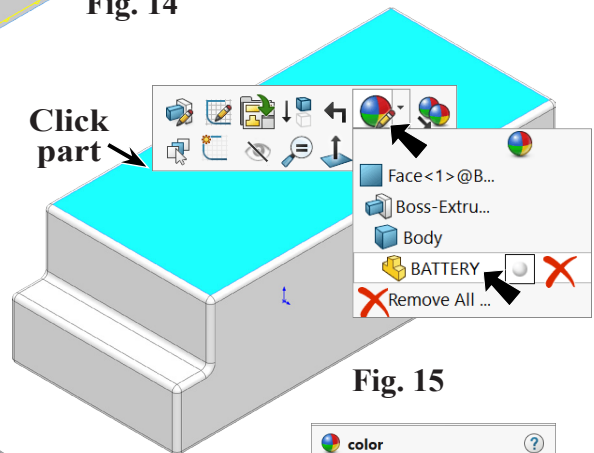 Fig. 14
Click
part
Face<1>@B...
Boss-Extru...
Body
BATTERY
Remove All ...
Fig. 15
color
?